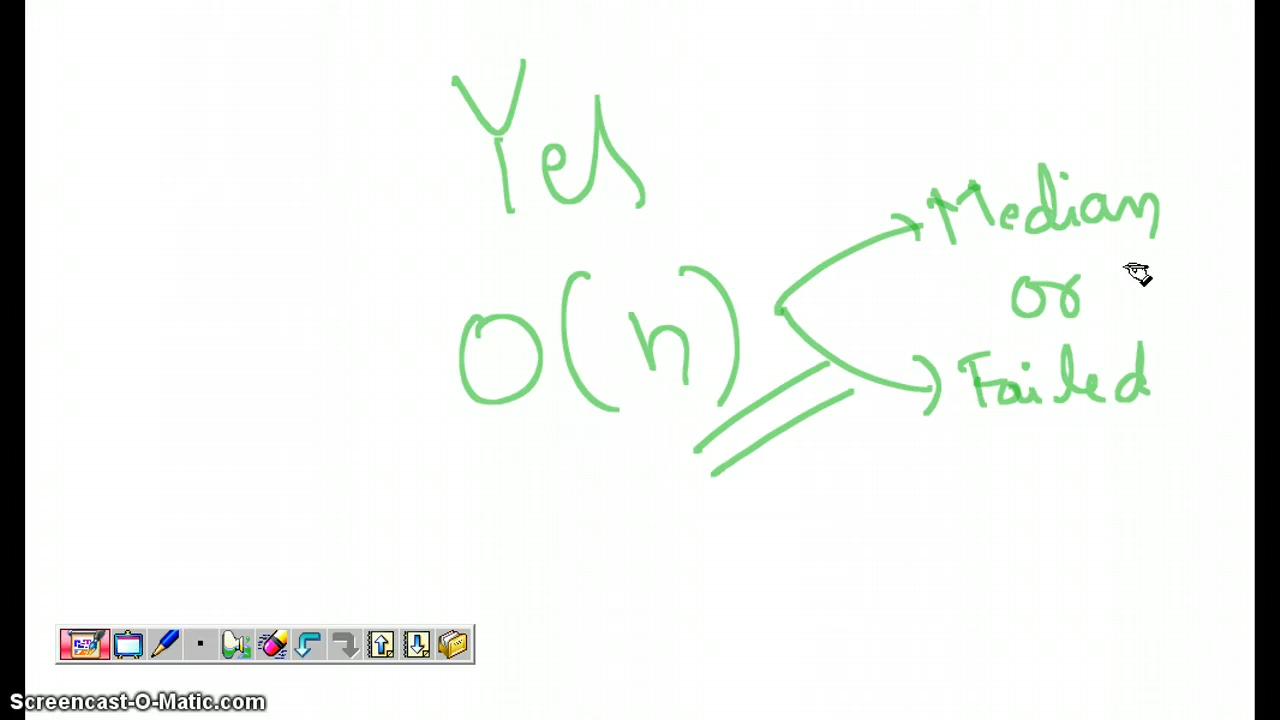 Yes
O(n)
Median
or
Failed
Screencast-O-Matic.com